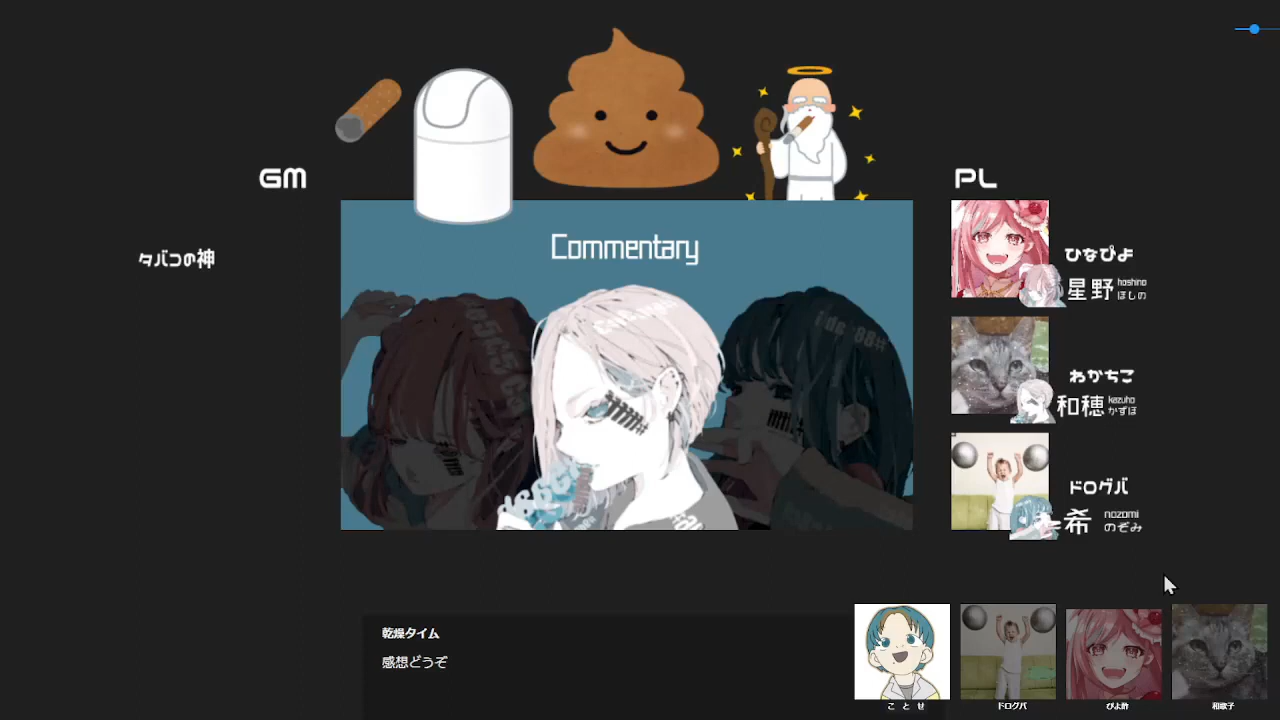 GM
タバコの神
Commentary
PL
ひなぴよ
星野 hoshino ほしの
わかちこ
和穂 kazuho かずほ
ドログバ
希 nozomi のぞみ
乾燥タイム
感想どうぞ
こ と せ
ドログバ
ぴよ酢
和歌子